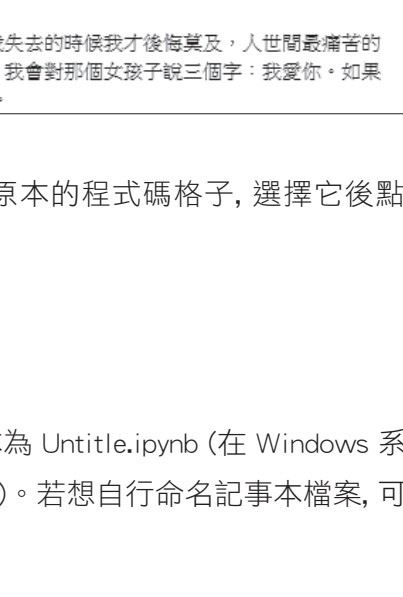 失去的時候我才後悔莫及，人世間最痛苦的
我會對那個女孩子說三個字：我愛你。如果
。
原本的程式碼格子, 選擇它後點
為 Untitle.ipynb (在 Windows 系
)。若想自行命名記事本檔案, 可